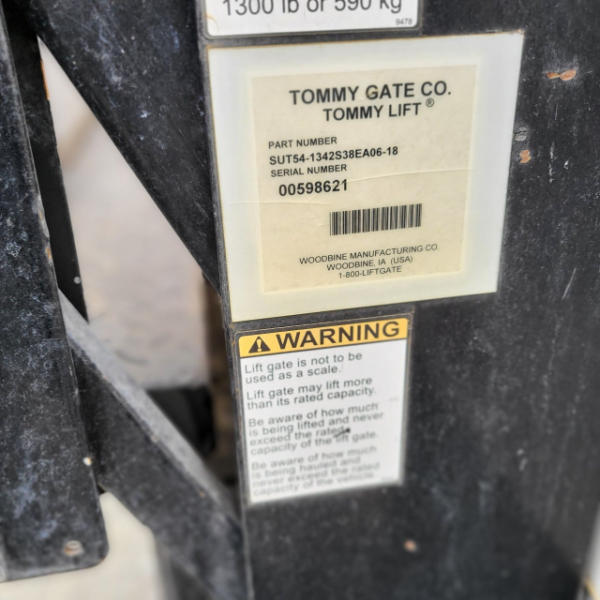 1300 lb or 590 kg
9478
TOMMY GATE CO.
TOMMY LIFT ®
PART NUMBER
SUT54-1342S38EA06-18
SERIAL NUMBER
00598621
WOODBINE MANUFACTURING CO
WOODBINE, IA (USA)
1-800-LIFTGATE
WARNING
Lift gate is not to be
used as a scale.
Lift gate may lift more
than its rated capacity.
Be aware of how much
is being lifted and never
exceed the rated
capacity of the lift gate.
Be aware of how much
is being hauled and
never exceed the rated
capacity of the vehicle.